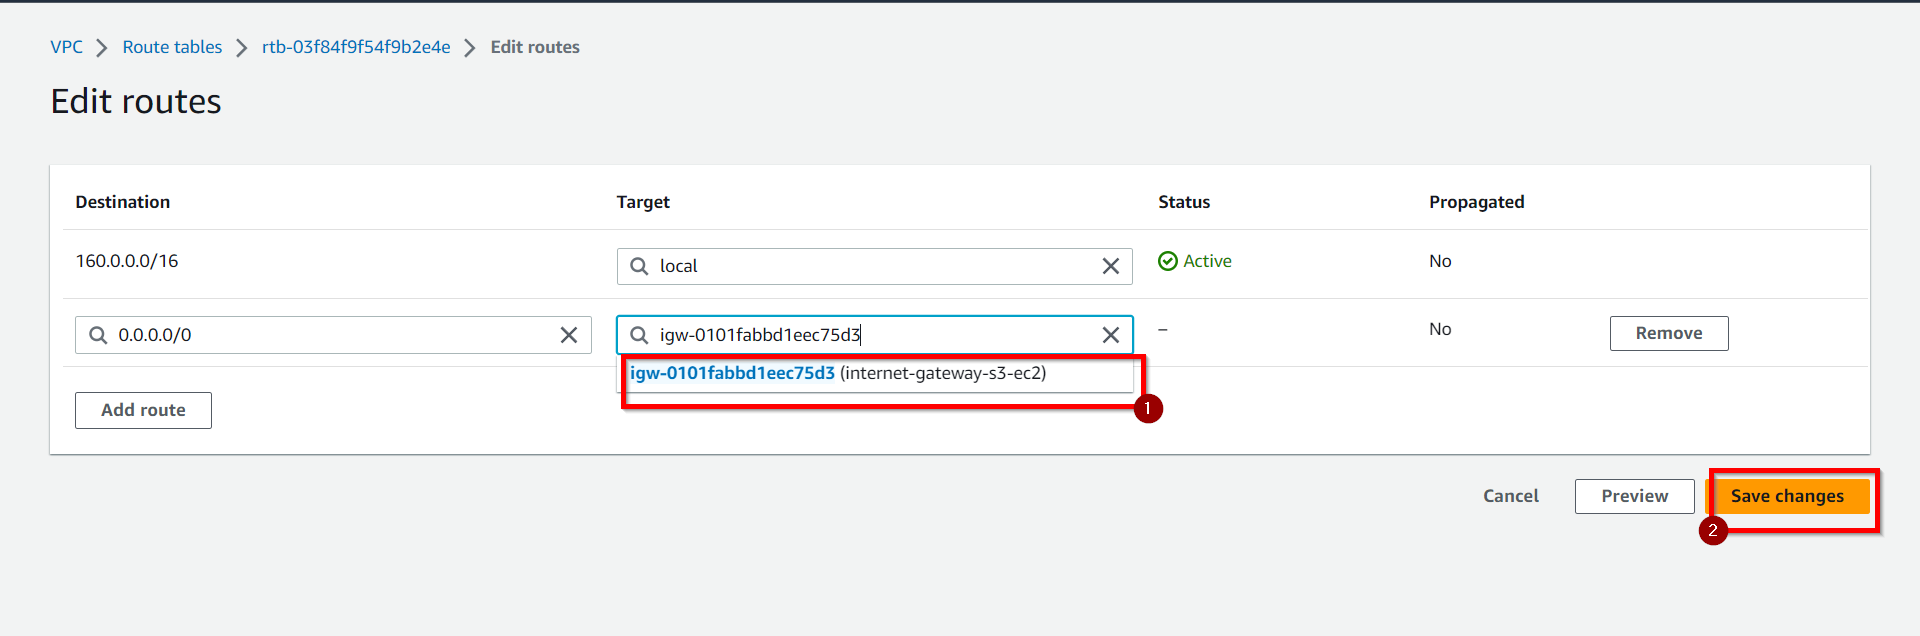 VPC > Route tables > rtb-03f84f9f54f9b2e4e > Edit routes
Edit routes
Destination Target Status Propagated
160.0.0.0/16 local Active No
0.0.0.0/0 igw-0101fabbd1eec75d3 – No Remove
igw-0101fabbd1eec75d3 (internet-gateway-s3-ec2)
1
Add route
Cancel Preview Save changes
2